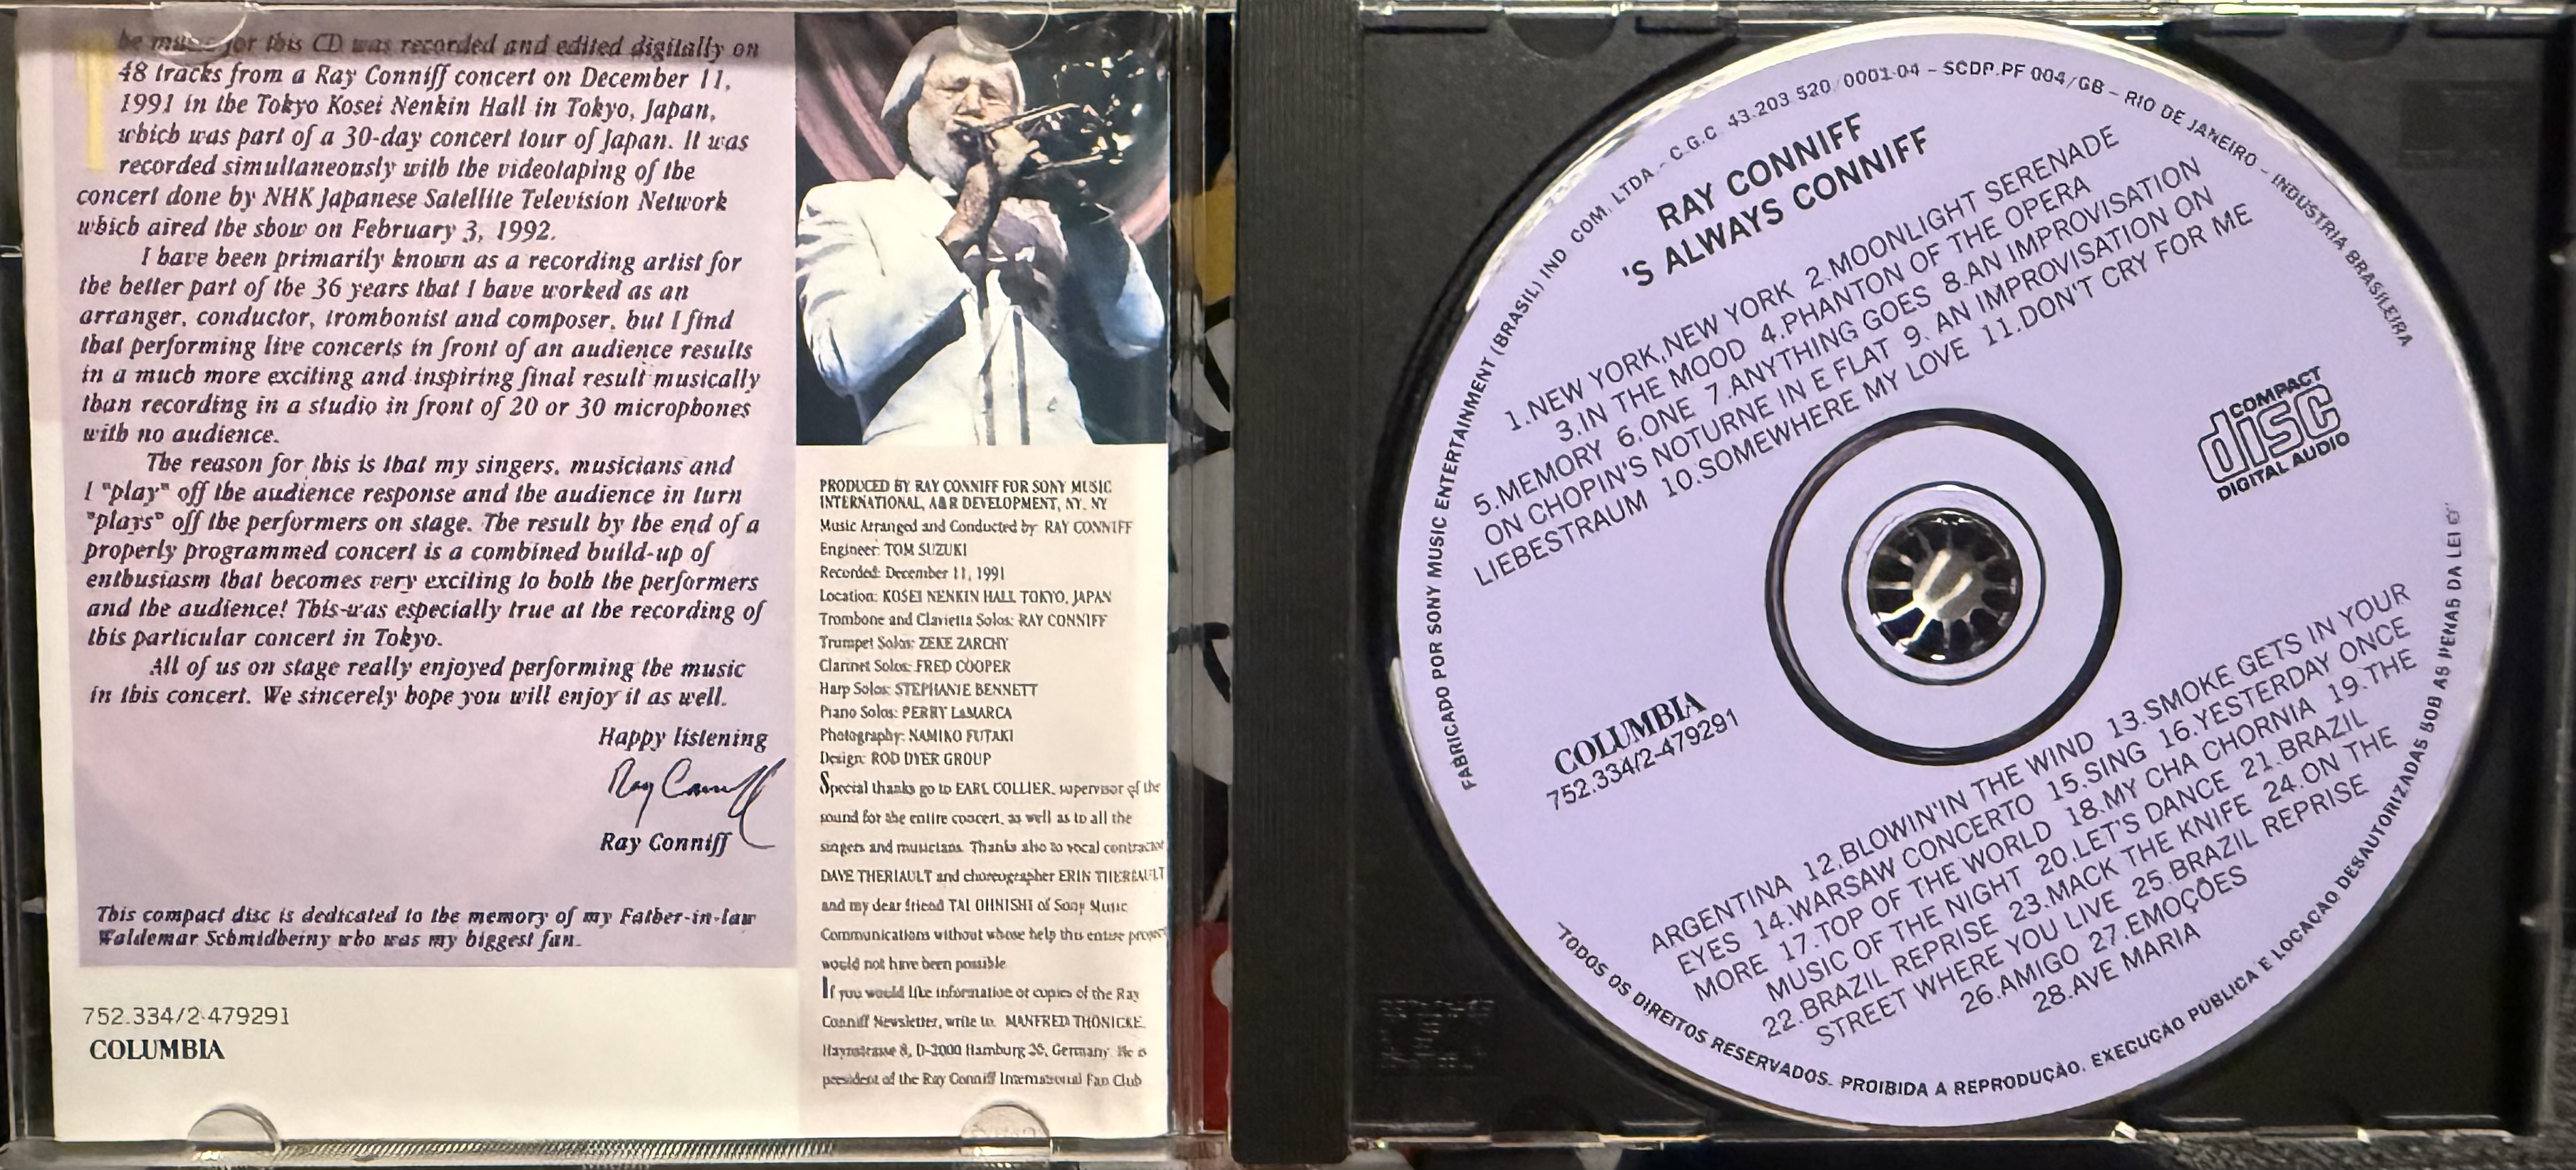 The music for this CD was recorded and edited digitally on
48 tracks from a Ray Conniff concert on December 11,
1991 in the Tokyo Kosei Nenkin Hall in Tokyo, Japan,
which was part of a 30-day concert tour of Japan. It was
recorded simultaneously with the videotaping of the
concert done by NHK Japanese Satellite Television Network
which aired the show on February 3, 1992.
I have been primarily known as a recording artist for
the better part of the 36 years that I have worked as an
arranger, conductor, trombonist and composer, but I find
that performing live concerts in front of an audience results
in a much more exciting and inspiring final result musically
than recording in a studio in front of 20 or 30 microphones
with no audience.
The reason for this is that my singers, musicians and
I "play" off the audience response and the audience in turn
"plays" off the performers on stage. The result by the end of a
properly programmed concert is a combined build-up of
enthusiasm that becomes very exciting to both the performers
and the audience! This was especially true at the recording of
this particular concert in Tokyo.
All of us on stage really enjoyed performing the music
in this concert. We sincerely hope you will enjoy it as well.
Happy listening
Ray Conniff
Ray Conniff
This compact disc is dedicated to the memory of my Father-in-law
Waldemar Schmidheiny who was my biggest fan.
752.334/2-479291
COLUMBIA
PRODUCED BY RAY CONNIFF FOR SONY MUSIC
INTERNATIONAL, A&R DEVELOPMENT, NY. NY
Music Arranged and Conducted by: RAY CONNIFF
Engineer: TOM SUZUKI
Recorded: December 11, 1991
Location: KOSEI NENKIN HALL TOKYO, JAPAN
Trombone and Clavietta Solos: RAY CONNIFF
Trumpet Solos: ZEKE ZARCHY
Clarinet Solos: FRED COOPER
Harp Solos: STEPHANIE BENNETT
Piano Solos: PERRY LaMARCA
Photography: NAMIKO FUTAKI
Design: ROD DYER GROUP
Special thanks go to EARL COLLIER, supervisor of the
sound for the entire concert, as well as to all the
singers and musicians. Thanks also to vocal contractor
DAVE THERIAULT and choreographer ERIN THERIAULT
and my dear friend TAI OHNISHI of Sony Music
Communications without whose help this entire project
would not have been possible
If you would like information or copies of the Ray
Conniff Newsletter, write to: MANFRED THÖNICKE,
D-2000 Hamburg Germany. He is
president of the Ray Conniff International Fan Club
FABRICADO POR SONY MUSIC ENTERTAINMENT (BRASIL) IND COM. LTDA - C.G.C 43.203 520/0001-04 - SCDP.PF 004/GB - RIO DE JANEIRO - INDUSTRIA BRASILEIRA
RAY CONNIFF
'S ALWAYS CONNIFF
1.NEW YORK,NEW YORK 2.MOONLIGHT SERENADE
3.IN THE MOOD 4.PHANTON OF THE OPERA
5.MEMORY 6.ONE 7.ANYTHING GOES 8.AN IMPROVISATION
ON CHOPIN'S NOTURNE IN E FLAT 9. AN IMPROVISATION ON
LIEBESTRAUM 10.SOMEWHERE MY LOVE 11.DON'T CRY FOR ME
COMPACT
disc
DIGITAL AUDIO
COLUMBIA
752.334/2-479291
ARGENTINA 12.BLOWIN'IN THE WIND 13.SMOKE GETS IN YOUR
EYES 14.WARSAW CONCERTO 15.SING 16.YESTERDAY ONCE
MORE 17.TOP OF THE WORLD 18.MY CHA CHORNIA 19.THE
MUSIC OF THE NIGHT 20.LET'S DANCE 21.BRAZIL
22.BRAZIL REPRISE 23.MACK THE KNIFE 24.ON THE
STREET WHERE YOU LIVE 25.BRAZIL REPRISE
26.AMIGO 27.EMOÇÕES
28.AVE MARIA
TODOS OS DIREITOS RESERVADOS. PROIBIDA A REPRODUÇÃO. EXECUÇÃO PÚBLICA E LOCAÇÃO DESAUTORIZADAS SOB AS PENAS DA LEI